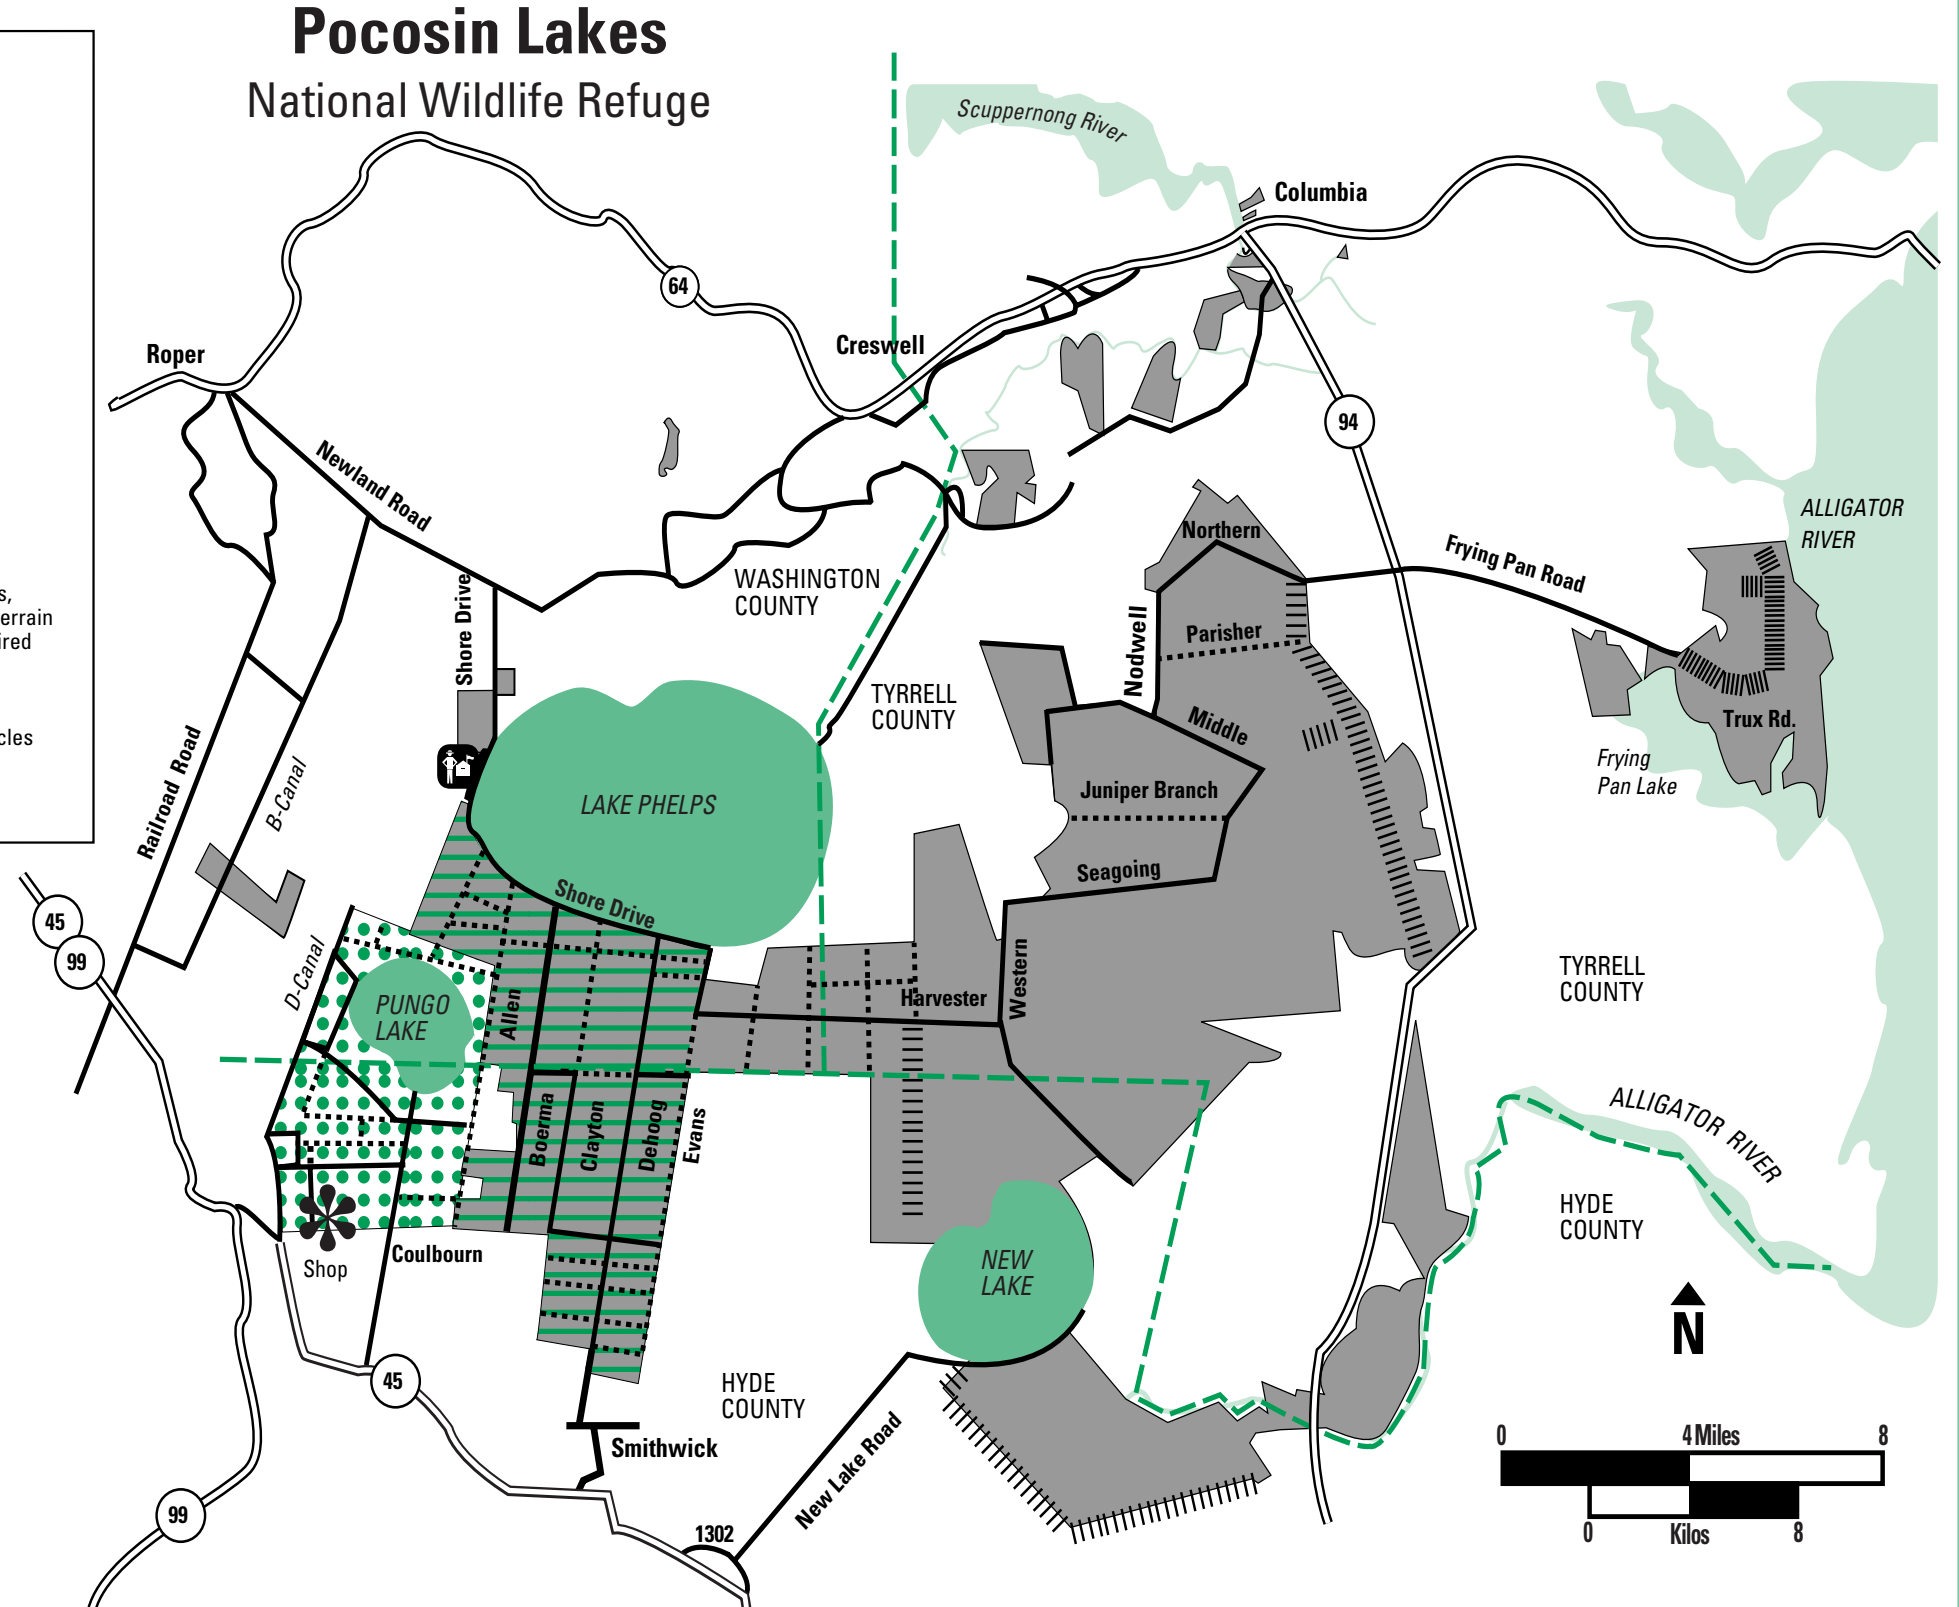 Pocosin Lakes
National Wildlife Refuge
Scuppernong River
Columbia
64
Creswell
Roper
94
Newland Road
ALLIGATOR
RIVER
Northern
Frying Pan Road
WASHINGTON
COUNTY
s,
errain
ired
Shore Drive
Parisher
Nodwell
TYRRELL
COUNTY
Middle
Trux Rd.
cles
Railroad Road
B-Canal
Frying
Pan Lake
LAKE PHELPS
Juniper Branch
Seagoing
Shore Drive
45
99
D-Canal
PUNGO
LAKE
Allen
Harvester
Western
TYRRELL
COUNTY
Boerma
Clayton
Dehoog
Evans
ALLIGATOR RIVER
HYDE
COUNTY
Shop
Coulbourn
NEW
LAKE
N
45
HYDE
COUNTY
Smithwick
New Lake Road
0 4 Miles 8
0 Kilos 8
99
1302